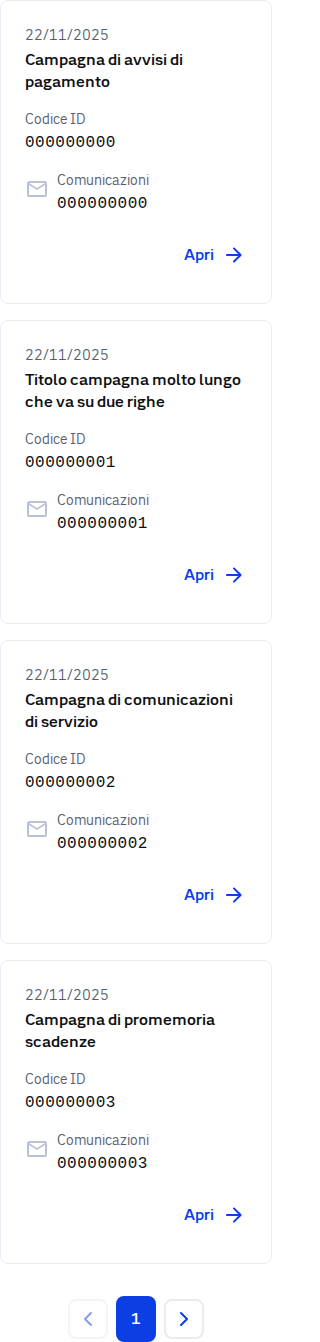 22/11/2025
Campagna di avvisi di
pagamento
Codice ID
000000000
Comunicazioni
000000000
Apri
22/11/2025
Titolo campagna molto lungo
che va su due righe
Codice ID
000000001
Comunicazioni
000000001
Apri
22/11/2025
Campagna di comunicazioni
di servizio
Codice ID
000000002
Comunicazioni
000000002
Apri
22/11/2025
Campagna di promemoria
scadenze
Codice ID
000000003
Comunicazioni
000000003
Apri
1